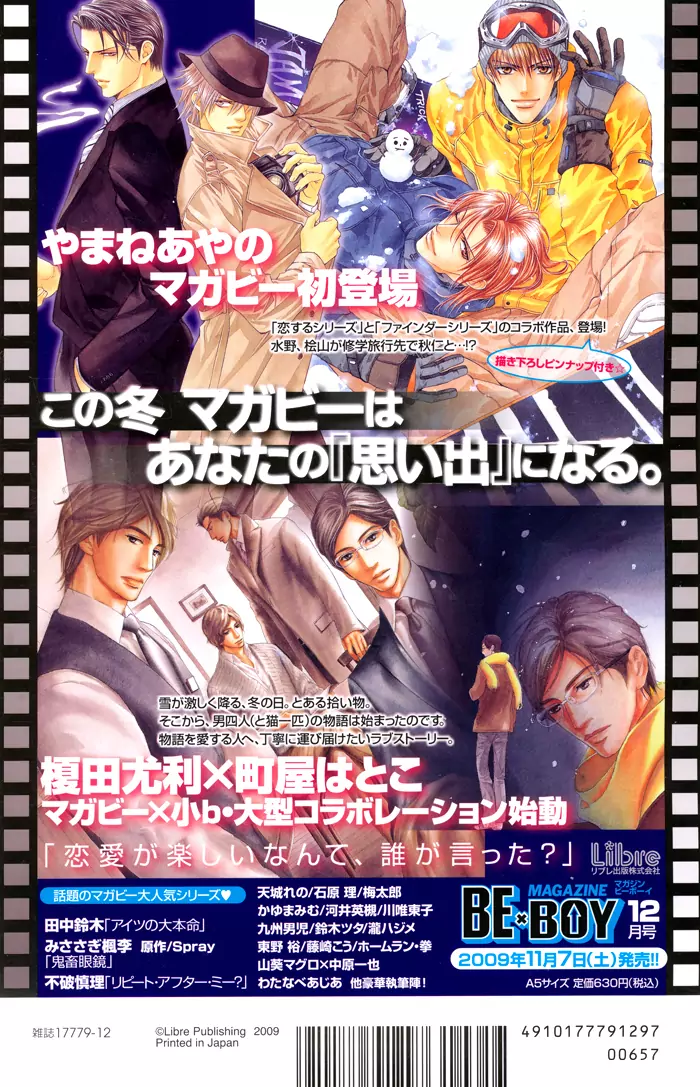 やまねあやの
マガビー初登場
「恋するシリーズ」と「ファインダーシリーズ」のコラボ作品、登場!
水野、桧山が修学旅行先で秋仁と…!?
描き下ろしピンナップ付き☆
この冬 マガビーは
あなたの『思い出』になる。
雪が激しく降る、冬の日。とある拾い物。
そこから、男四人(と猫一匹)の物語は始まったのです。
物語を愛する人へ、丁寧に運び届けたいラブストーリー。
榎田尤利×町屋はとこ
マガビー×小b・大型コラボレーション始動
「恋愛が楽しいなんて、誰が言った?」
Libre
リブレ出版株式会社
話題のマガビー大人気シリーズ♥
田中鈴木「アイツの大本命」
みささぎ楓李 原作/Spray
「鬼畜眼鏡」
不破慎理「リピート・アフター・ミー?」
天城れの/石原 理/梅太郎
かゆまみむ/河井英槻/川唯東子
九州男児/鈴木ツタ/瀧ハジメ
東野 裕/藤崎こう/ホームラン・拳
山葵マグロ×中原一也
わたなべあじあ 他豪華執筆陣!
MAGAZINE
マガジン
ビーボーイ
BE×BOY
12
月号
2009年11月7日(土)発売!!
A5サイズ 定価630円(税込)
雑誌17779-12
©Libre Publishing 2009
Printed in Japan
4910177791297
00657